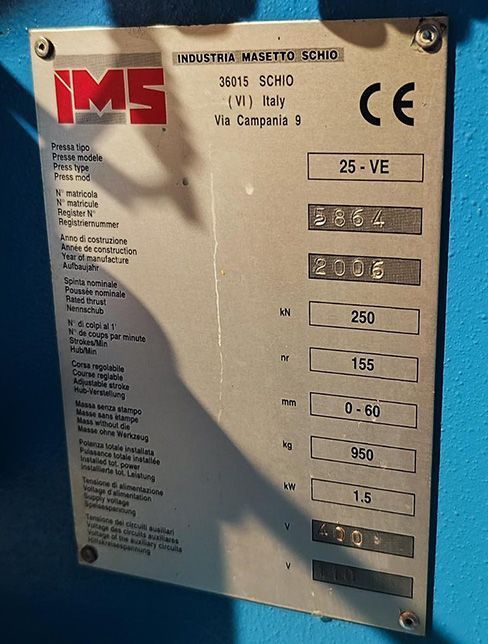 iMS
INDUSTRIA MASETTO SCHIO
36015 SCHIO
(VI) Italy
Via Campania 9
CE
Pressa tipo
Presse modele
Press type
Press mod
25 - VE
N° matricola
N° matricule
Register N°
Registriernummer
5864
Anno di costruzione
Année de construction
Year of manufacture
Aufbaujahr
2006
Spinta nominale
Poussée nominale
Rated thrust
Nennschub
kN
250
N° di colpi al 1'
N° de coups par minute
Strokes/Min
Hub/Min
nr
155
Corsa regolabile
Course reglable
Adjustable stroke
Hub-Verstellung
mm
0 - 60
Massa senza stampo
Masse sans étampe
Mass without die
Masse ohne Werkzeug
kg
950
Potenza totale installata
Puissance totale installée
Installed tot. power
Installierte tot. Leistung
kW
1.5
Tensione di alimentazione
Voltage d'alimentation
Supply voltage
Speisespannung
V
400
Tensione dei circuiti ausiliari
Voltage des circuits auxiliares
Voltage of the auxiliary circuits
Hilfskreisespannung
V
110